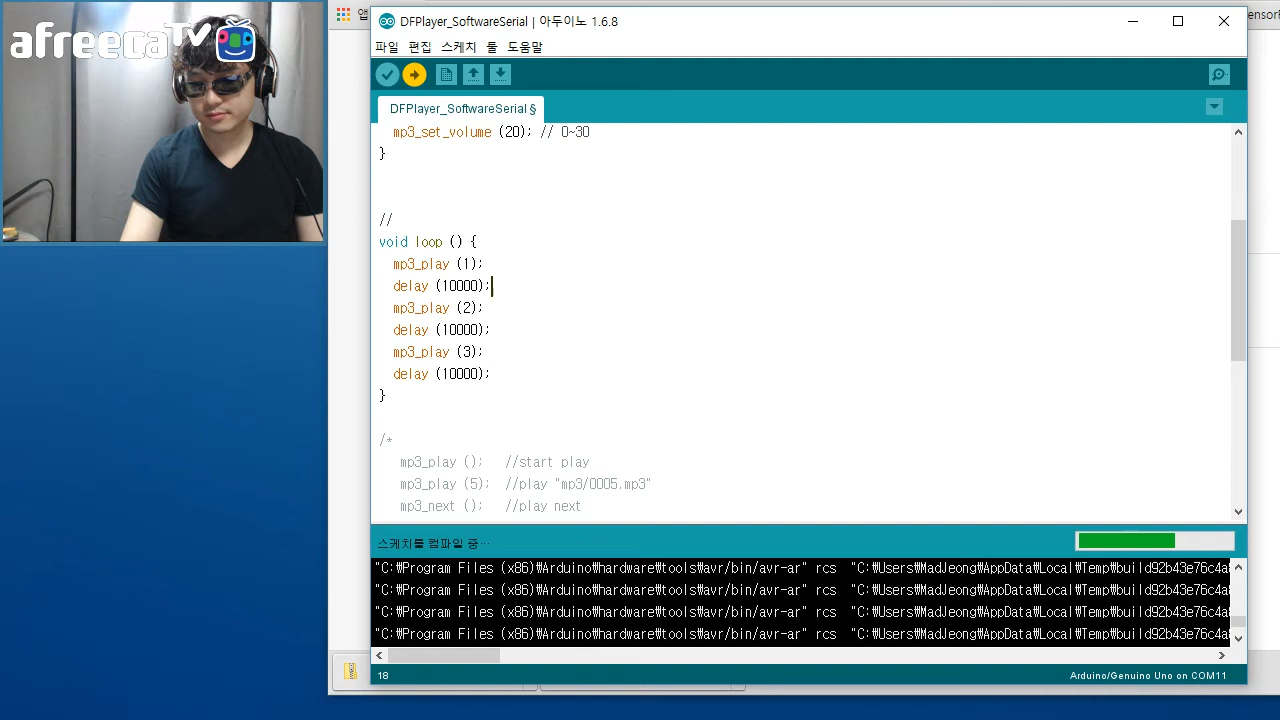 afreecaTV
앱
DFPlayer_SoftwareSerial | 아두이노 1.6.8
ensori
파일 편집 스케치 툴 도움말
DFPlayer_SoftwareSerial §
mp3_set_volume (20); // 0~30
}
//
void loop () {
mp3_play (1);
delay (10000);
mp3_play (2);
delay (10000);
mp3_play (3);
delay (10000);
}
/*
mp3_play (); //start play
mp3_play (5); //play "mp3/0005.mp3"
mp3_next (); //play next
스케치를 컴파일 중…
"C:₩Program Files (x86)₩Arduino₩hardware₩tools₩avr/bin/avr-ar" rcs "C:₩Users₩MadJeong₩AppData₩Local₩Temp₩build92b43e76c4a
"C:₩Program Files (x86)₩Arduino₩hardware₩tools₩avr/bin/avr-ar" rcs "C:₩Users₩MadJeong₩AppData₩Local₩Temp₩build92b43e76c4a
"C:₩Program Files (x86)₩Arduino₩hardware₩tools₩avr/bin/avr-ar" rcs "C:₩Users₩MadJeong₩AppData₩Local₩Temp₩build92b43e76c4a
"C:₩Program Files (x86)₩Arduino₩hardware₩tools₩avr/bin/avr-ar" rcs "C:₩Users₩MadJeong₩AppData₩Local₩Temp₩build92b43e76c4a
18
Arduino/Genuino Uno on COM11